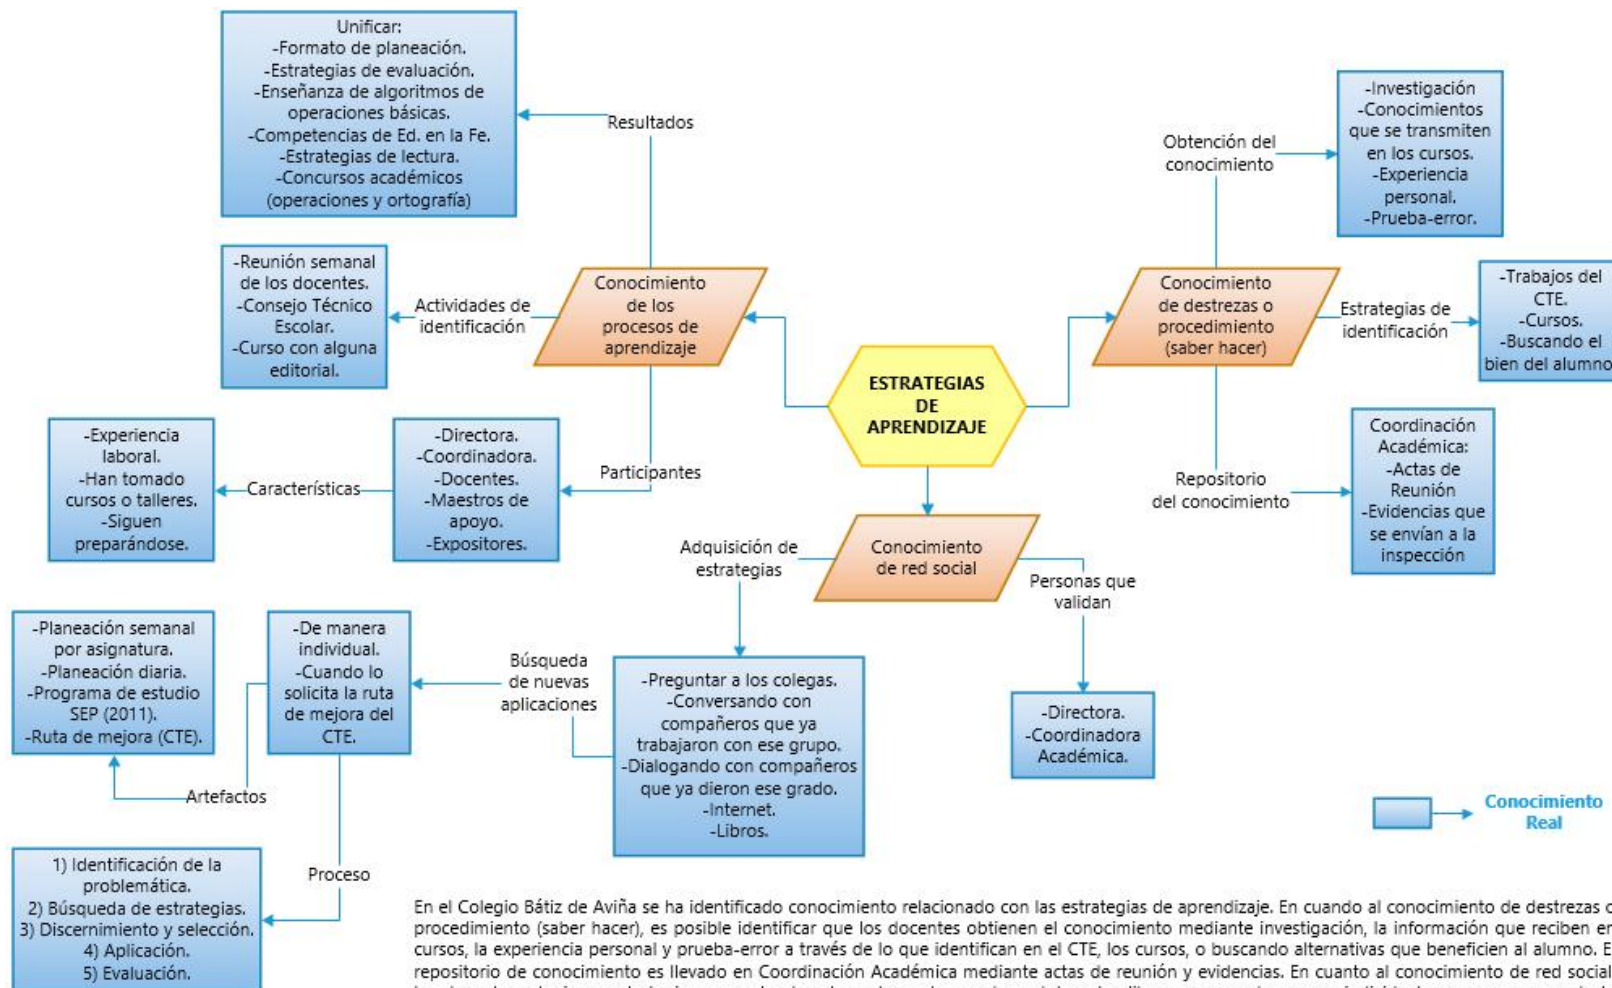 Unificar:
-Formato de planeación.
-Estrategias de evaluación.
-Enseñanza de algoritmos de
operaciones básicas.
-Competencias de Ed. en la Fe.
-Estrategias de lectura.
-Concursos académicos
(operaciones y ortografía)
Resultados
-Reunión semanal
de los docentes.
-Consejo Técnico
Escolar.
-Curso con alguna
editorial.
Actividades de
identificación
Conocimiento
de los
procesos de
aprendizaje
-Experiencia
laboral.
-Han tomado
cursos o talleres.
-Siguen
preparándose.
Características
-Directora.
-Coordinadora.
-Docentes.
-Maestros de
apoyo.
-Expositores.
Participantes
ESTRATEGIAS
DE
APRENDIZAJE
Obtención del
conocimiento
-Investigación
-Conocimientos
que se transmiten
en los cursos.
-Experiencia
personal.
-Prueba-error.
Conocimiento
de destrezas o
procedimiento
(saber hacer)
Estrategias de
identificación
-Trabajos del
CTE.
-Cursos.
-Buscando el
bien del alumno
Repositorio
del conocimiento
Coordinación
Académica:
-Actas de
Reunión
-Evidencias que
se envían a la
inspección
Conocimiento
de red social
Adquisición de
estrategias
Personas que
validan
-Directora.
-Coordinadora
Académica.
-Preguntar a los colegas.
-Conversando con
compañeros que ya
trabajaron con ese grupo.
-Dialogando con compañeros
que ya dieron ese grado.
-Internet.
-Libros.
Búsqueda
de nuevas
aplicaciones
-De manera
individual.
-Cuando lo
solicita la ruta
de mejora del
CTE.
-Planeación semanal
por asignatura.
-Planeación diaria.
-Programa de estudio
SEP (2011).
-Ruta de mejora (CTE).
Artefactos
Proceso
1) Identificación de la
problemática.
2) Búsqueda de estrategias.
3) Discernimiento y selección.
4) Aplicación.
5) Evaluación.
Conocimiento
Real
En el Colegio Bátiz de Aviña se ha identificado conocimiento relacionado con las estrategias de aprendizaje. En cuando al conocimiento de destrezas o
procedimiento (saber hacer), es posible identificar que los docentes obtienen el conocimiento mediante investigación, la información que reciben en
cursos, la experiencia personal y prueba-error a través de lo que identifican en el CTE, los cursos, o buscando alternativas que beneficien al alumno. E
repositorio de conocimiento es llevado en Coordinación Académica mediante actas de reunión y evidencias. En cuanto al conocimiento de red social